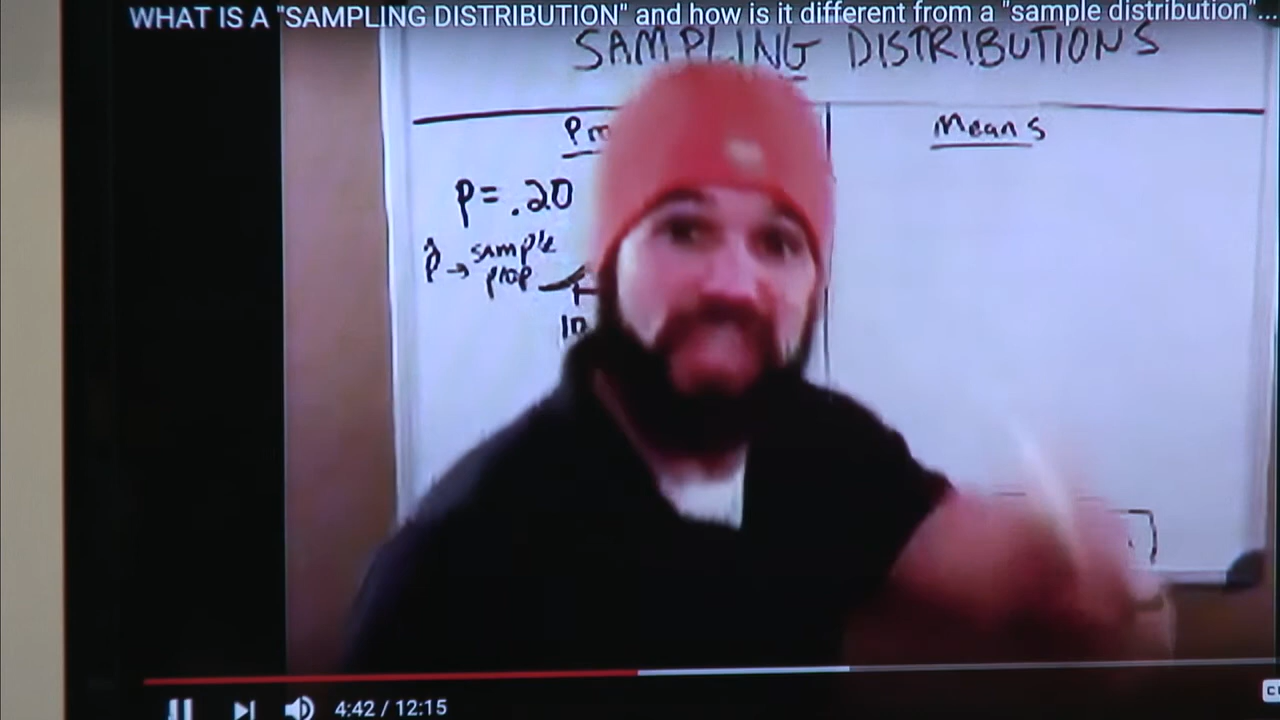 WHAT IS A "SAMPLING DISTRIBUTION" and how is it different from a "sample distribution"...
SAMPLING DISTRIBUTIONS
Means
p = .20
p̂ → sample
prop
10
4:42 / 12:15